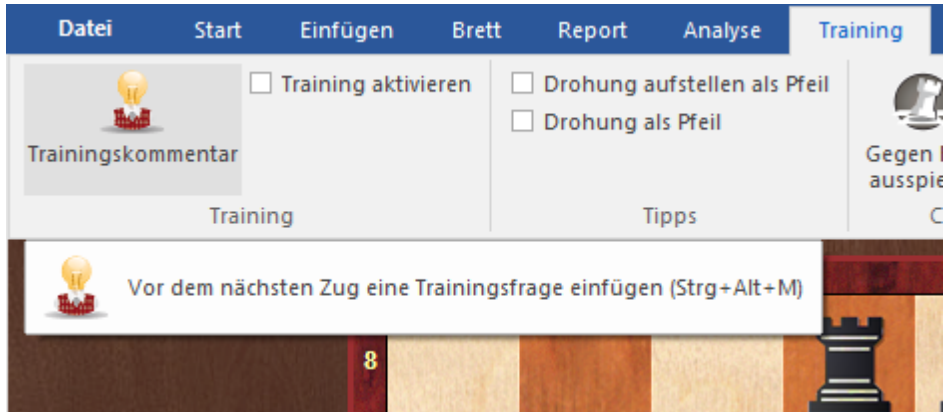 Datei Start Einfügen Brett Report Analyse Training
Training aktivieren
Trainingskommentar
Training
Drohung aufstellen als Pfeil
Drohung als Pfeil
Tipps
Gegen
Vor dem nächsten Zug eine Trainingsfrage einfügen (Strg+Alt+M)
8